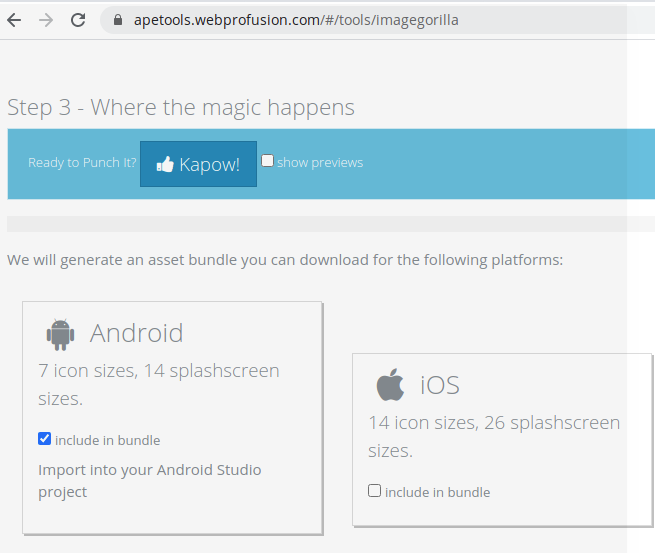 apetools.webprofusion.com/#/tools/imagegorilla
Step 3 - Where the magic happens
Ready to Punch It? Kapow! show previews
We will generate an asset bundle you can download for the following platforms:
Android
7 icon sizes, 14 splashscreen
sizes.
include in bundle
Import into your Android Studio
project
iOS
14 icon sizes, 26 splashscreen
sizes.
include in bundle